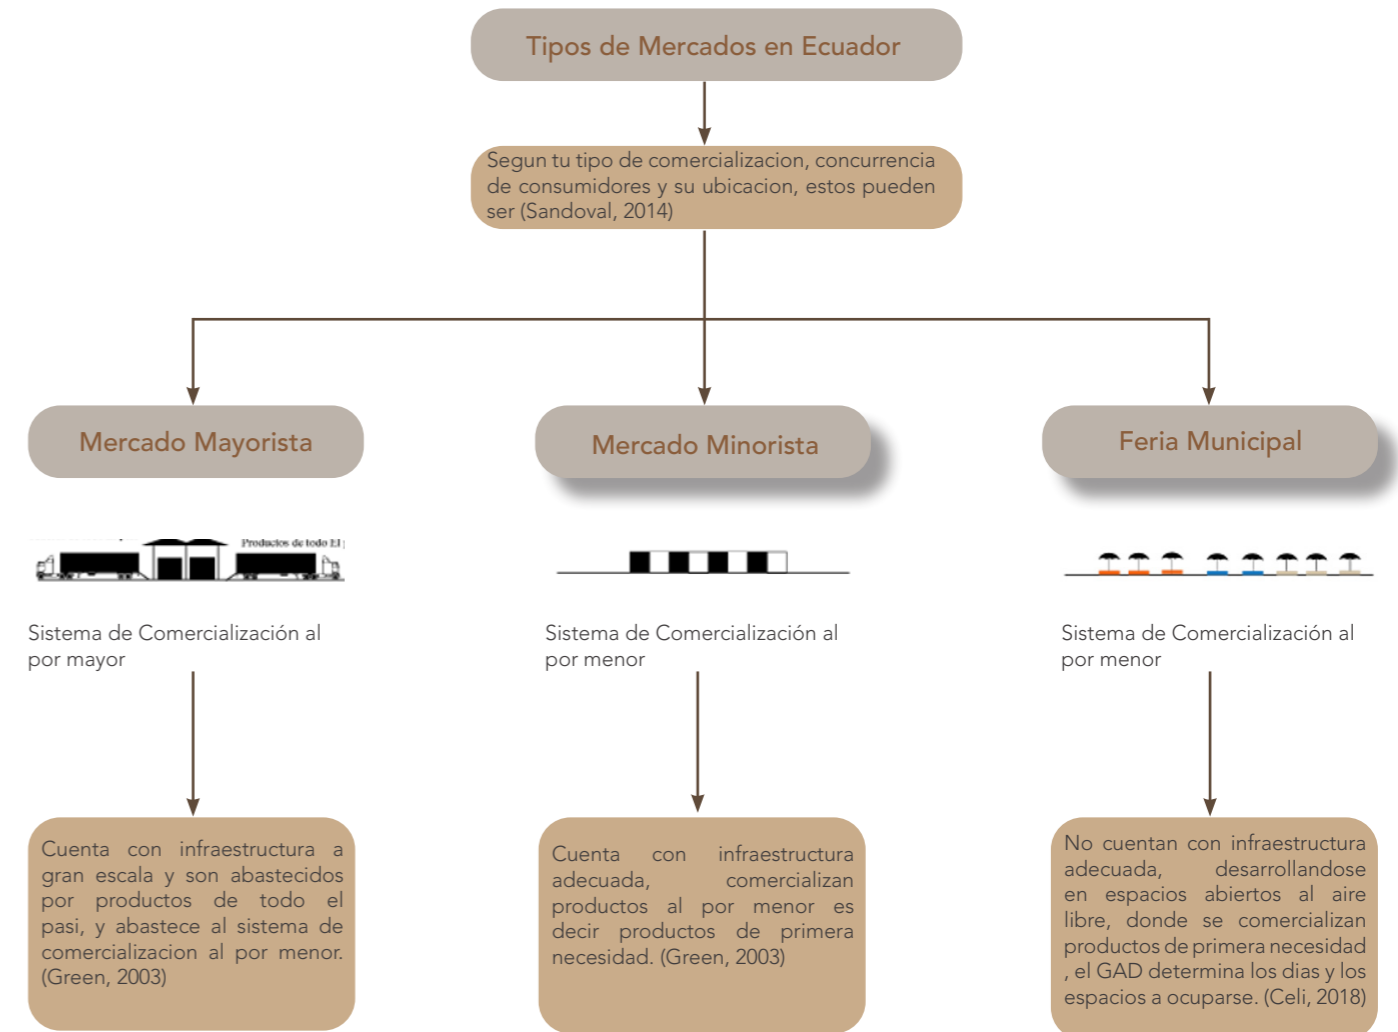 Tipos de Mercados en Ecuador
Segun tu tipo de comercializacion, concurrencia
de consumidores y su ubicacion, estos pueden
ser (Sandoval, 2014)
Mercado Mayorista
Productos de todo El
Sistema de Comercialización al
por mayor
Cuenta con infraestructura a
gran escala y son abastecidos
por productos de todo el
pasi, y abastece al sistema de
comercializacion al por menor.
(Green, 2003)
Mercado Minorista
Sistema de Comercialización al
por menor
Cuenta con infraestructura
adecuada, comercializan
productos al por menor es
decir productos de primera
necesidad. (Green, 2003)
Feria Municipal
Sistema de Comercialización al
por menor
No cuentan con infraestructura
adecuada, desarrollandose
en espacios abiertos al aire
libre, donde se comercializan
productos de primera necesidad
, el GAD determina los dias y los
espacios a ocuparse. (Celi, 2018)